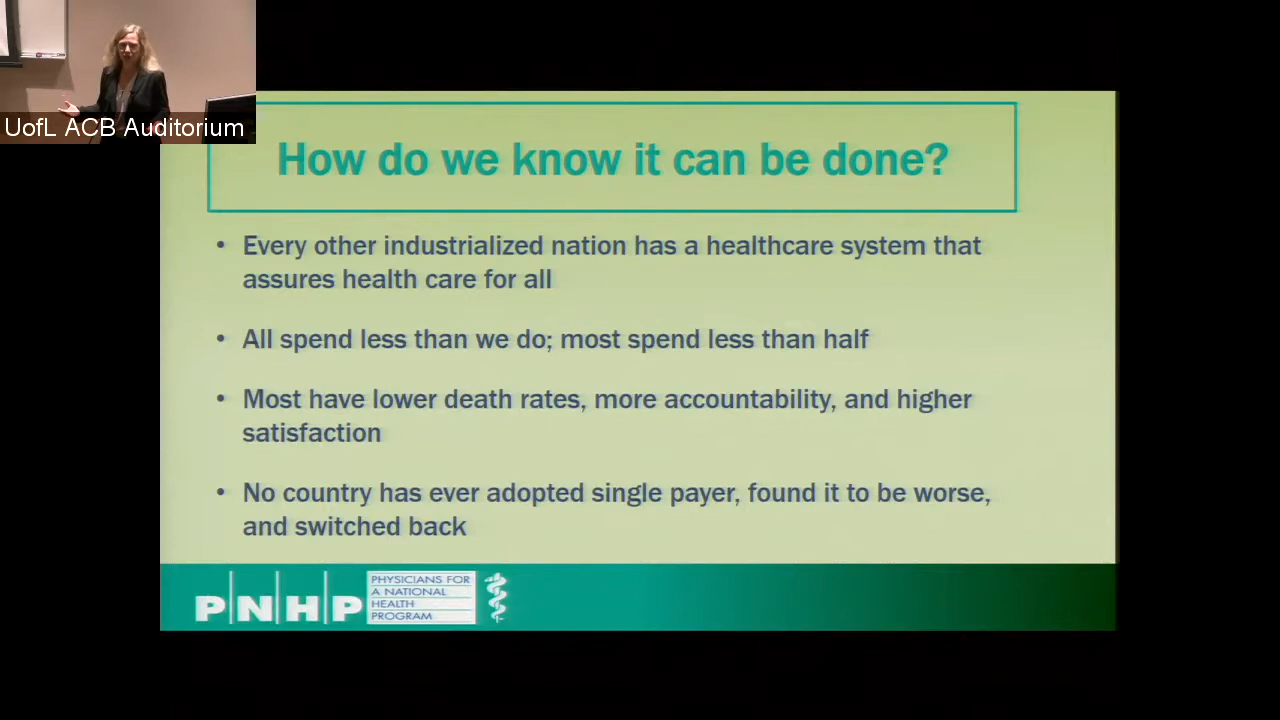 UofL ACB Auditorium
How do we know it can be done?
• Every other industrialized nation has a healthcare system that
assures health care for all
• All spend less than we do; most spend less than half
• Most have lower death rates, more accountability, and higher
satisfaction
• No country has ever adopted single payer, found it to be worse,
and switched back
PNHP
PHYSICIANS FOR
A NATIONAL
HEALTH
PROGRAM